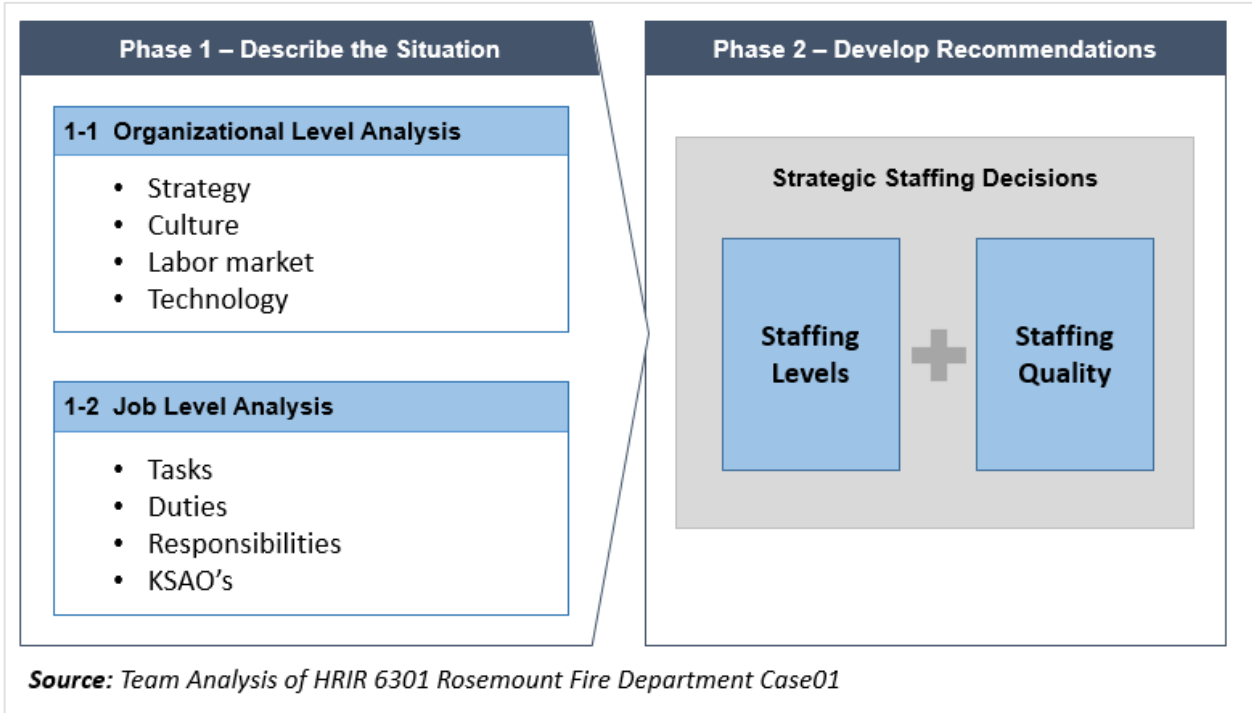 Phase 1 – Describe the Situation
1-1 Organizational Level Analysis
• Strategy
• Culture
• Labor market
• Technology
1-2 Job Level Analysis
• Tasks
• Duties
• Responsibilities
• KSAO’s
Phase 2 – Develop Recommendations
Strategic Staffing Decisions
Staffing
Levels
Staffing
Quality
Source: Team Analysis of HRIR 6301 Rosemount Fire Department Case01